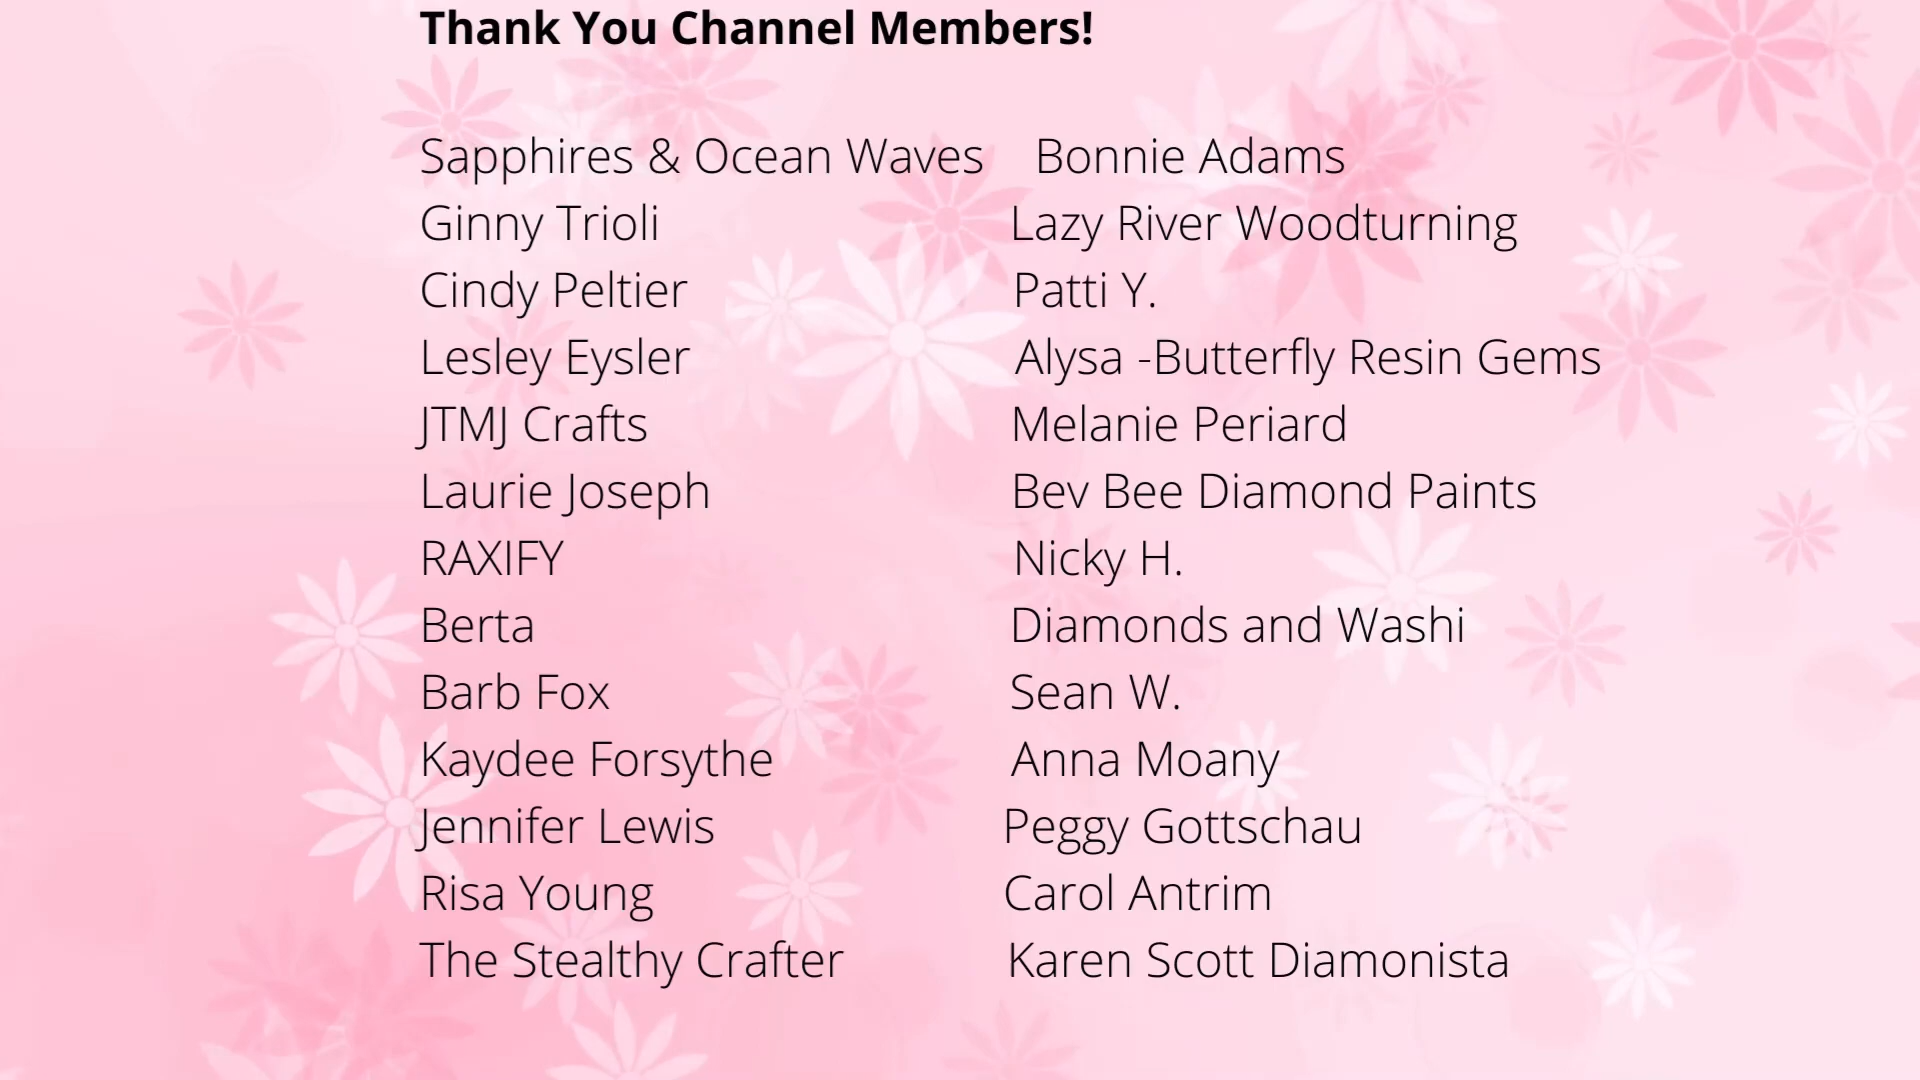 Thank You Channel Members!
Sapphires & Ocean Waves Bonnie Adams
Ginny Trioli Lazy River Woodturning
Cindy Peltier Patti Y.
Lesley Eysler Alysa -Butterfly Resin Gems
JTMJ Crafts Melanie Periard
Laurie Joseph Bev Bee Diamond Paints
RAXIFY Nicky H.
Berta Diamonds and Washi
Barb Fox Sean W.
Kaydee Forsythe Anna Moany
Jennifer Lewis Peggy Gottschau
Risa Young Carol Antrim
The Stealthy Crafter Karen Scott Diamonista